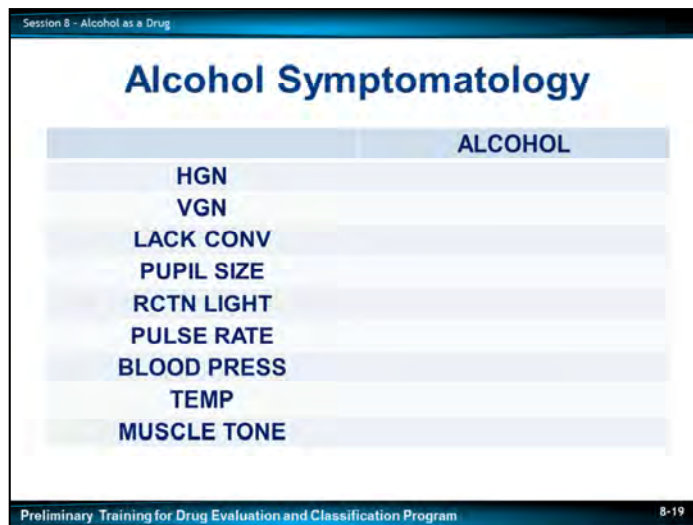 Session 8 - Alcohol as a Drug
Alcohol Symptomatology
ALCOHOL
HGN
VGN
LACK CONV
PUPIL SIZE
RCTN LIGHT
PULSE RATE
BLOOD PRESS
TEMP
MUSCLE TONE
Preliminary Training for Drug Evaluation and Classification Program 8-19